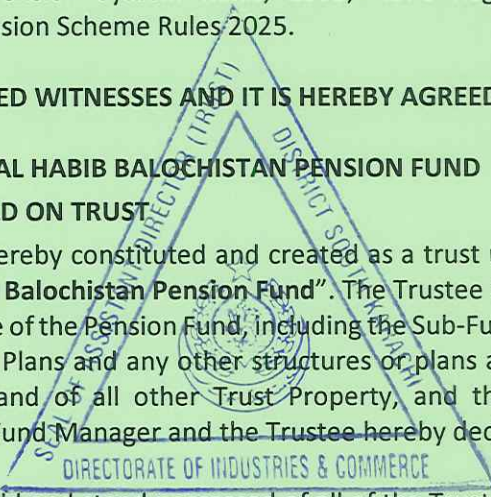 sion Scheme Rules 2025.
ED WITNESSES AND IT IS HEREBY AGREED
AL HABIB BALOCHISTAN PENSION FUND
D ON TRUST
ereby constituted and created as a trust
Balochistan Pension Fund". The Trustee
e of the Pension Fund, including the Sub-Fu
Plans and any other structures or plans a
and of all other Trust Property, and th
Fund Manager and the Trustee hereby dec
SEAL OF ASSISTANT DIRECTOR (TRUST)
DISTRICT SOUTH KARACHI
DIRECTORATE OF INDUSTRIES & COMMERCE